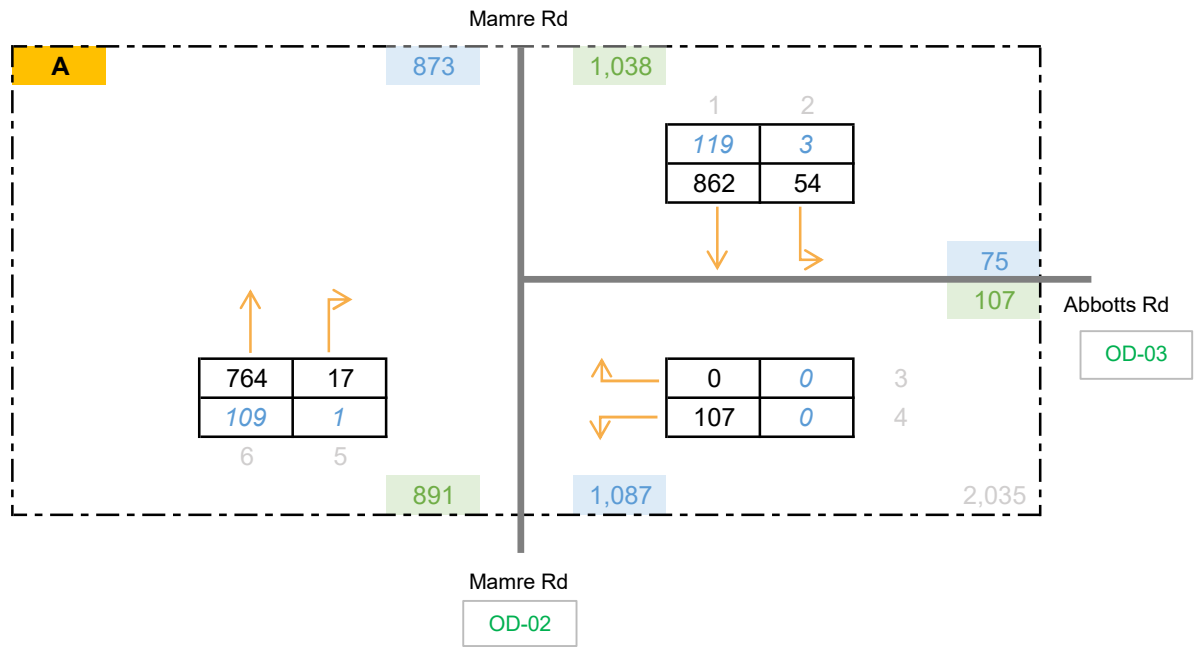 Mamre Rd
A 873 1,038
1 2
119 3
862 54
75
107
Abbotts Rd
OD-03
764 17
109 1
6 5
0 0 3
107 0 4
891 1,087 2,035
Mamre Rd
OD-02